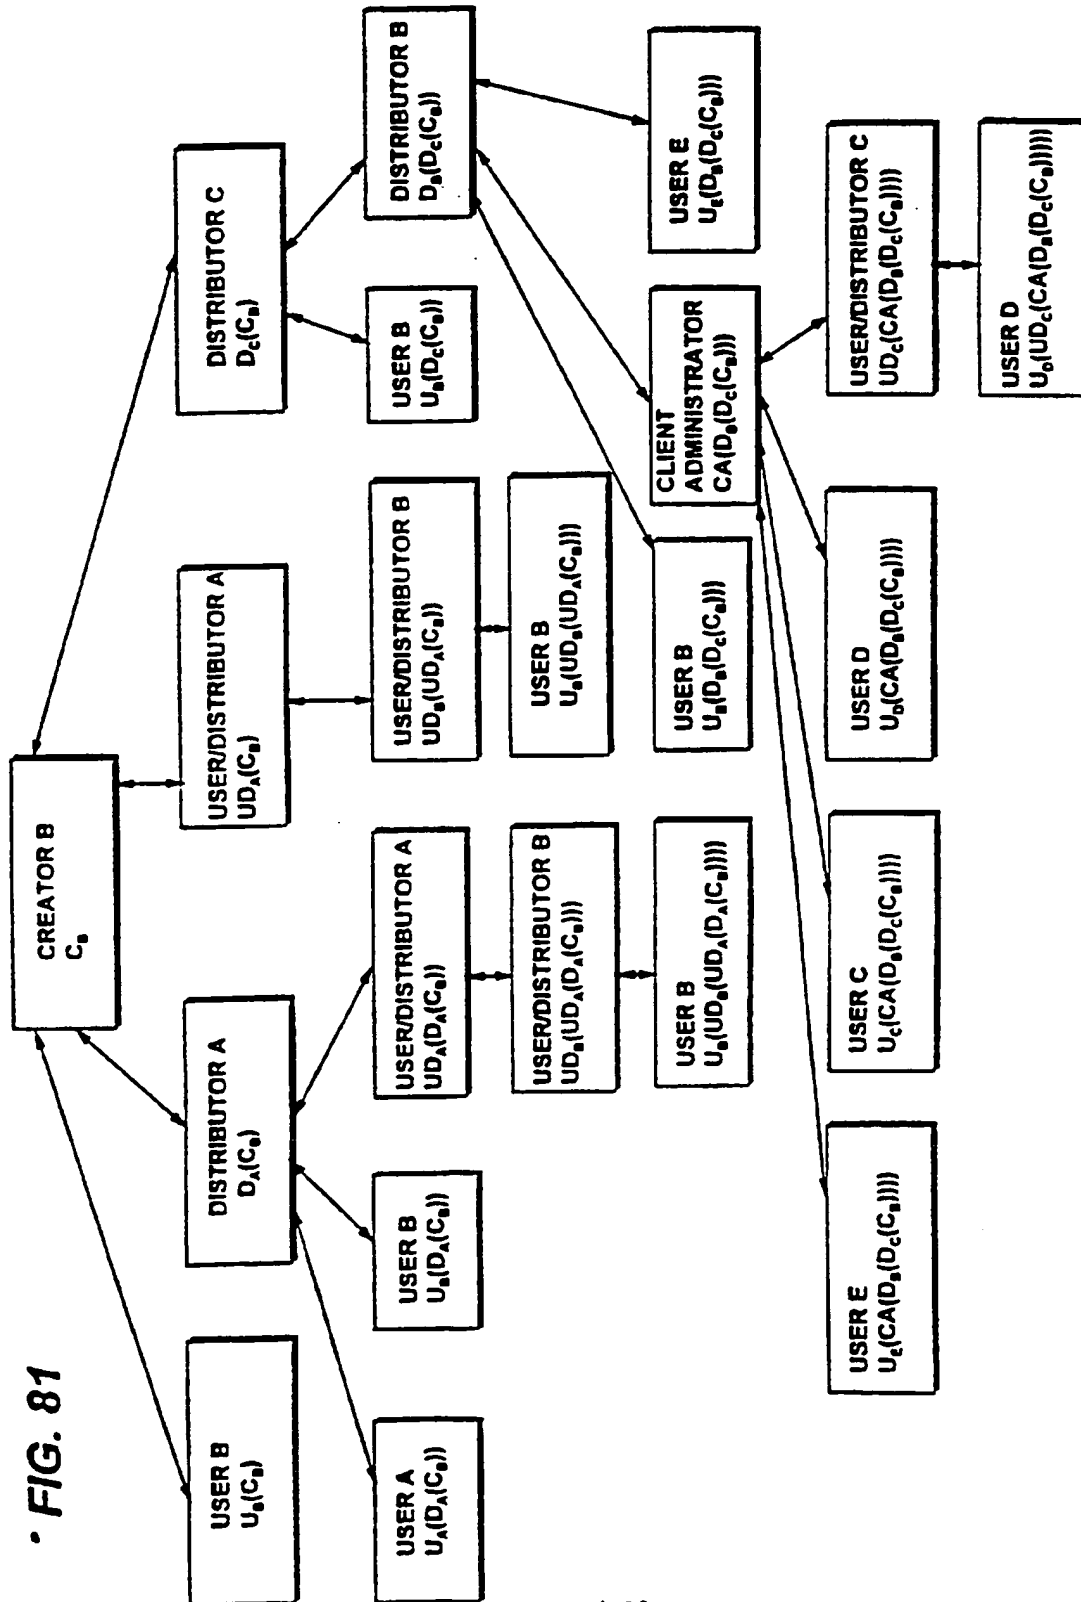 FIG. 81
CREATOR B
C_B
USER B
U_B(C_B)
DISTRIBUTOR A
D_A(C_B)
USER/DISTRIBUTOR A
UD_A(C_B)
DISTRIBUTOR C
D_C(C_B)
USER A
U_A(D_A(C_B))
USER B
U_B(D_A(C_B))
USER/DISTRIBUTOR A
UD_A(D_A(C_B))
USER/DISTRIBUTOR B
UD_B(UD_A(C_B))
USER B
U_B(D_C(C_B))
DISTRIBUTOR B
D_B(D_C(C_B))
USER/DISTRIBUTOR B
UD_B(UD_A(D_A(C_B)))
USER B
U_B(UD_B(UD_A(C_B)))
USER B
U_B(UD_B(UD_A(D_A(C_B))))
USER B
U_B(D_B(D_C(C_B)))
CLIENT
ADMINISTRATOR
CA(D_B(D_C(C_B)))
USER E
U_E(D_B(D_C(C_B)))
USER E
U_E(CA(D_B(D_C(C_B))))
USER C
U_C(CA(D_B(D_C(C_B))))
USER D
U_D(CA(D_B(D_C(C_B))))
USER/DISTRIBUTOR C
UD_C(CA(D_B(D_C(C_B))))
USER D
U_D(UD_C(CA(D_B(D_C(C_B)))))